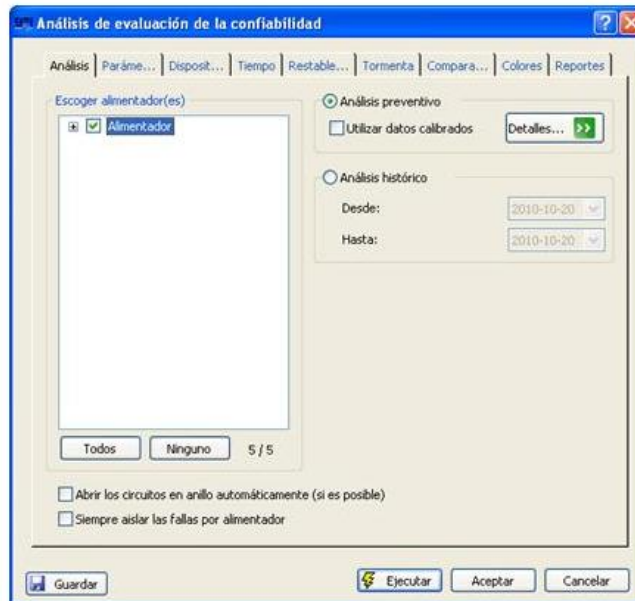 Análisis de evaluación de la confiabilidad
Análisis Paráme... Disposit... Tiempo Restable... Tormenta Compara... Colores Reportes
Escoger alimentador(es)
Alimentador
Todos Ninguno 5 / 5
Análisis preventivo
Utilizar datos calibrados Detalles...
Análisis histórico
Desde: 2010-10-20
Hasta: 2010-10-20
Abrir los circuitos en anillo automáticamente (si es posible)
Siempre aislar las fallas por alimentador
Guardar Ejecutar Aceptar Cancelar